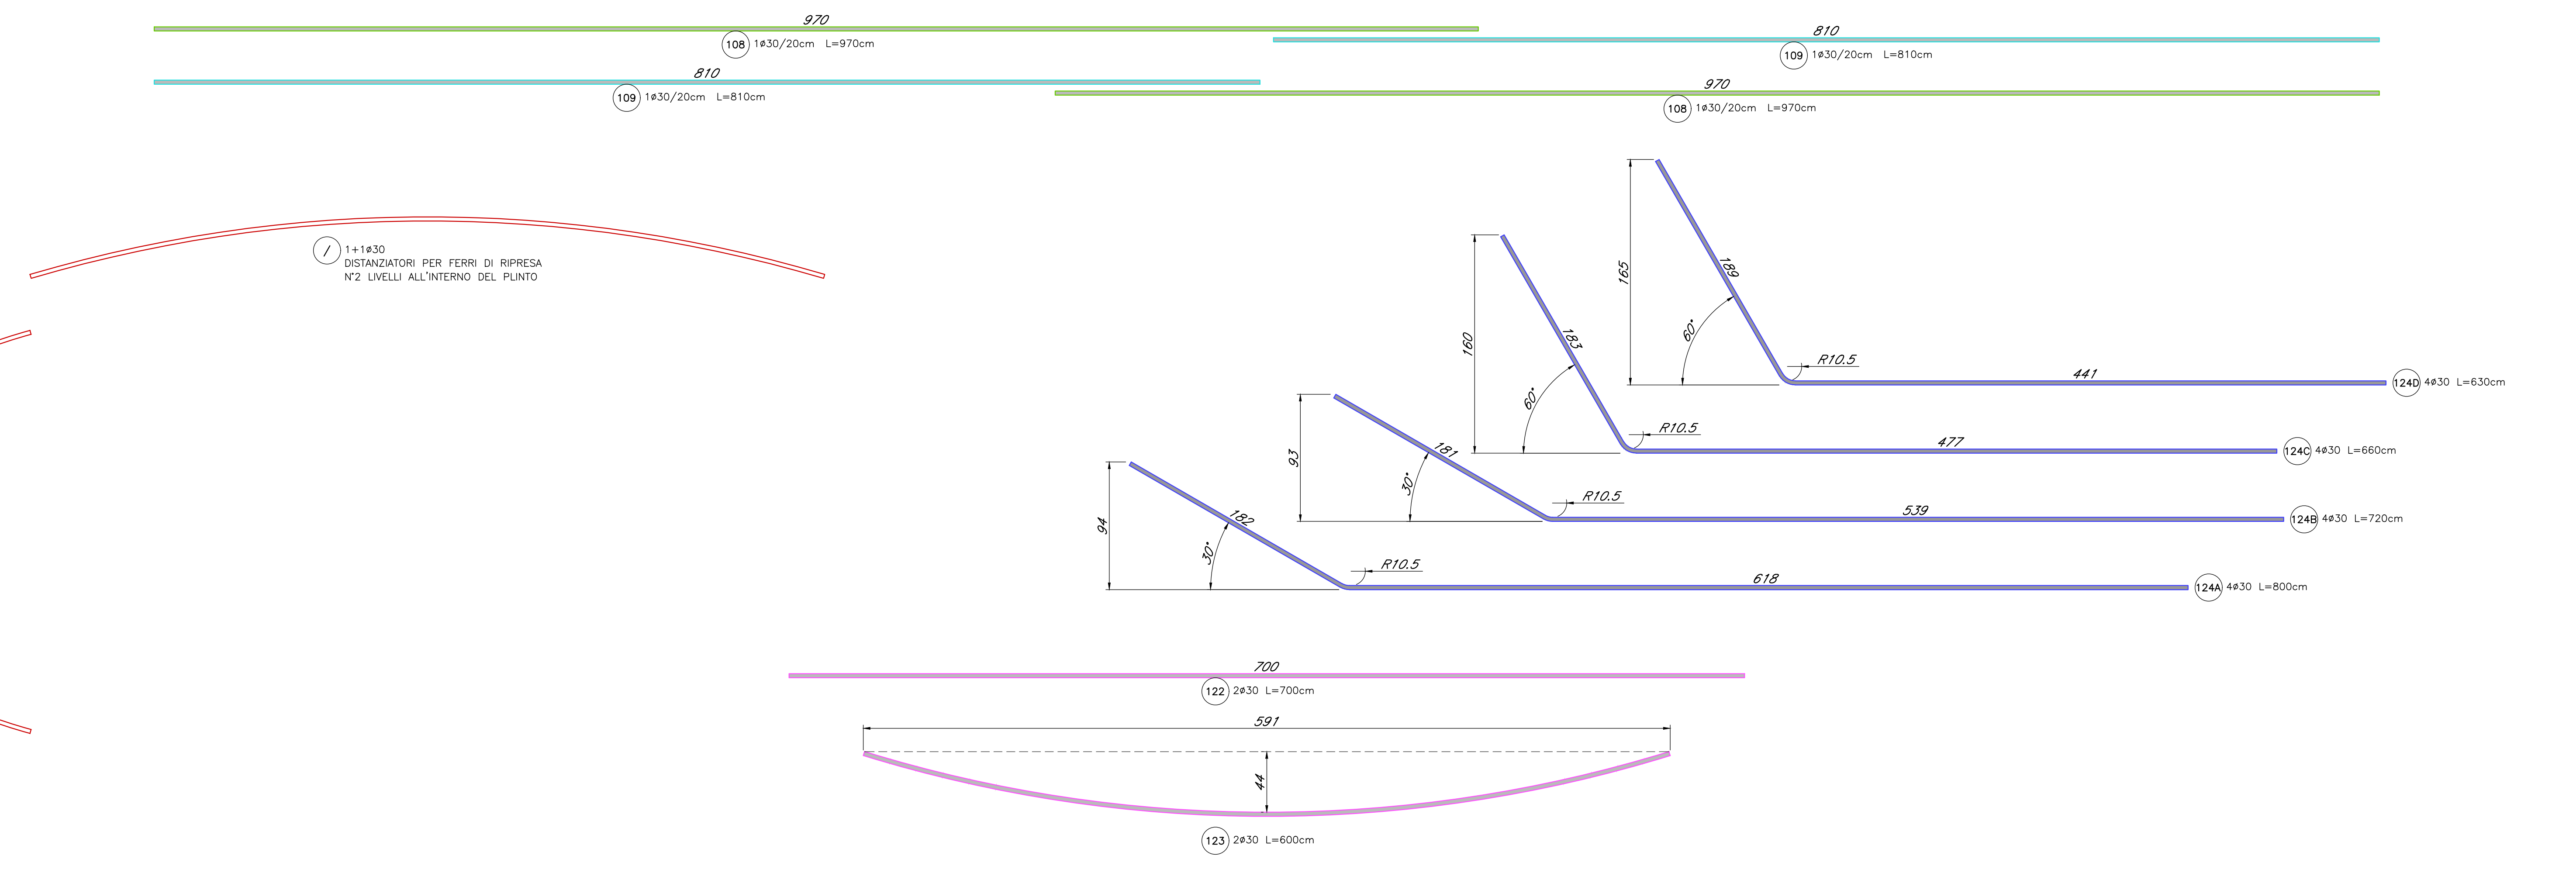 970
108 1ø30/20cm L=970cm
810
109 1ø30/20cm L=810cm
810
109 1ø30/20cm L=810cm
970
108 1ø30/20cm L=970cm
/ 1+1ø30
DISTANZIATORI PER FERRI DI RIPRESA
N°2 LIVELLI ALL'INTERNO DEL PLINTO
165
189
60°
R10.5
441
124D 4ø30 L=630cm
160
183
60°
R10.5
477
124C 4ø30 L=660cm
93
181
30°
R10.5
539
124B 4ø30 L=720cm
94
182
30°
R10.5
618
124A 4ø30 L=800cm
700
122 2ø30 L=700cm
591
44
123 2ø30 L=600cm